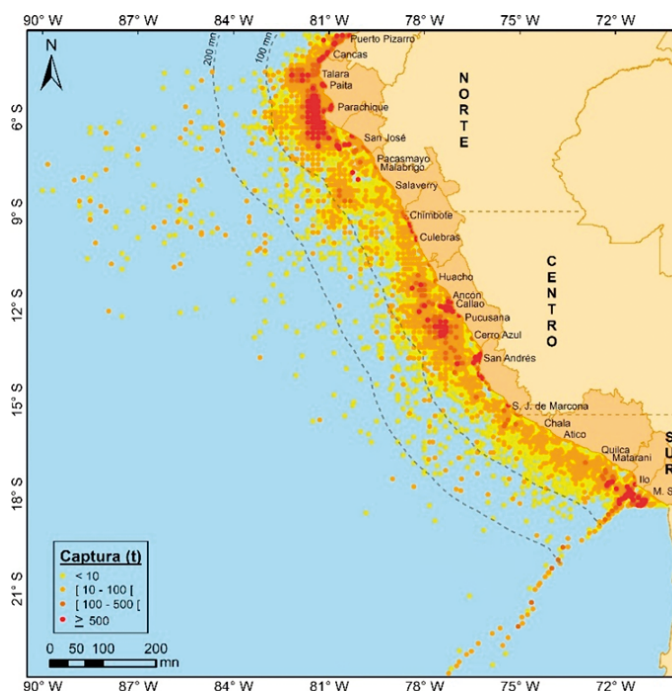 90° W 87° W 84° W 81° W 78° W 75° W 72° W
N
200 mn
100 mn
Puerto Pizarro
Cancas
Talara
Paita
Parachique
San José
Pacasmayo
Malabrigo
Salaverry
Chimbote
Culebras
Huacho
Ancón
Callao
Pucusana
Cerro Azul
San Andrés
S. J. de Marcona
Chala
Atico
Quilca
Matarani
Ilo
M. S
NORTE
CENTRO
SUR
6° S
9° S
12° S
15° S
18° S
21° S
Captura (t)
< 10
[ 10 - 100 [
[ 100 - 500 [
≥ 500
0 50 100 200
mn
90° W 87° W 84° W 81° W 78° W 75° W 72° W